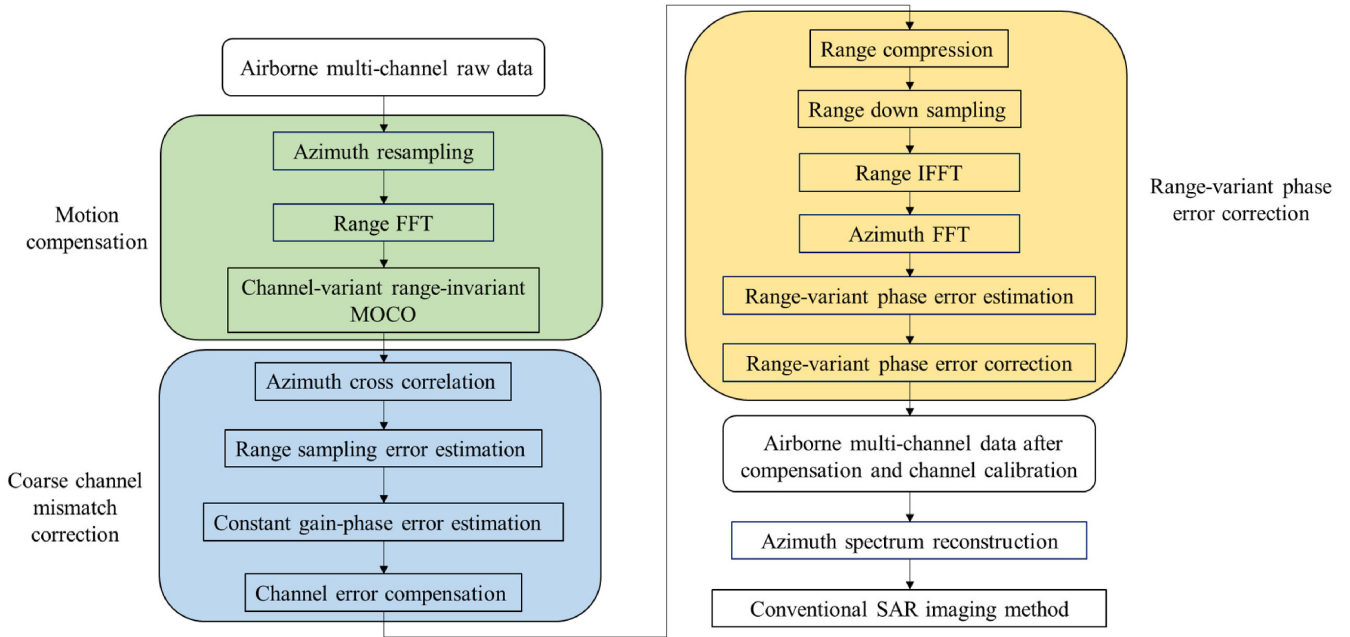 Airborne multi-channel raw data
Motion
compensation
Azimuth resampling
Range FFT
Channel-variant range-invariant
MOCO
Coarse channel
mismatch
correction
Azimuth cross correlation
Range sampling error estimation
Constant gain-phase error estimation
Channel error compensation
Range compression
Range down sampling
Range IFFT
Azimuth FFT
Range-variant phase error estimation
Range-variant phase error correction
Range-variant phase
error correction
Airborne multi-channel data after
compensation and channel calibration
Azimuth spectrum reconstruction
Conventional SAR imaging method